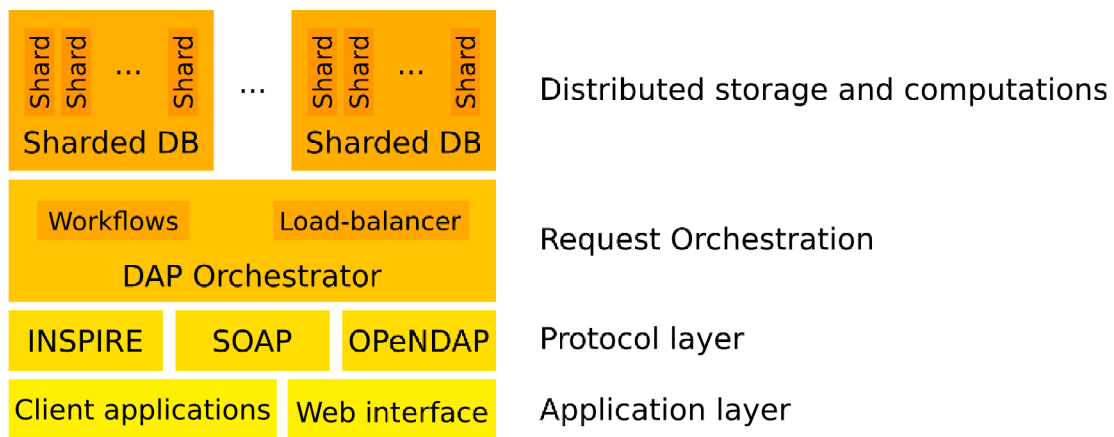 Shard Shard ... Shard ... Shard Shard ... Shard
Sharded DB Sharded DB
Distributed storage and computations
Workflows Load-balancer
DAP Orchestrator
Request Orchestration
INSPIRE SOAP OPeNDAP
Protocol layer
Client applications Web interface
Application layer